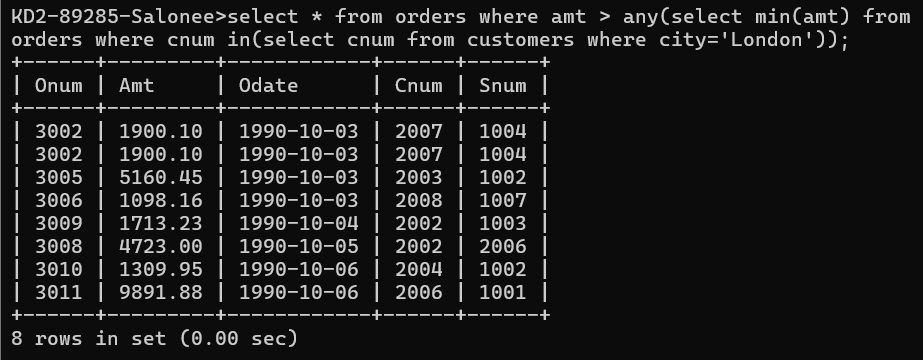 KD2-89285-Salonee>select * from orders where amt > any(select min(amt) from
orders where cnum in(select cnum from customers where city='London'));
+------+---------+------------+------+------+
| Onum | Amt     | Odate      | Cnum | Snum |
+------+---------+------------+------+------+
| 3002 | 1900.10 | 1990-10-03 | 2007 | 1004 |
| 3002 | 1900.10 | 1990-10-03 | 2007 | 1004 |
| 3005 | 5160.45 | 1990-10-03 | 2003 | 1002 |
| 3006 | 1098.16 | 1990-10-03 | 2008 | 1007 |
| 3009 | 1713.23 | 1990-10-04 | 2002 | 1003 |
| 3008 | 4723.00 | 1990-10-05 | 2002 | 2006 |
| 3010 | 1309.95 | 1990-10-06 | 2004 | 1002 |
| 3011 | 9891.88 | 1990-10-06 | 2006 | 1001 |
+------+---------+------------+------+------+
8 rows in set (0.00 sec)